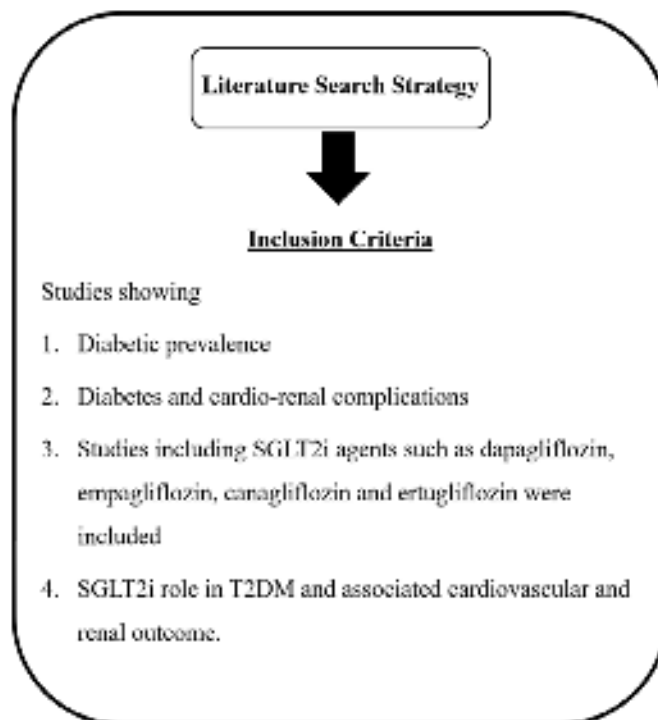 Literature Search Strategy
Inclusion Criteria
Studies showing
1. Diabetic prevalence
2. Diabetes and cardio-renal complications
3. Studies including SGLT2i agents such as dapagliflozin,
empagliflozin, canagliflozin and ertugliflozin were
included
4. SGLT2i role in T2DM and associated cardiovascular and
renal outcome.